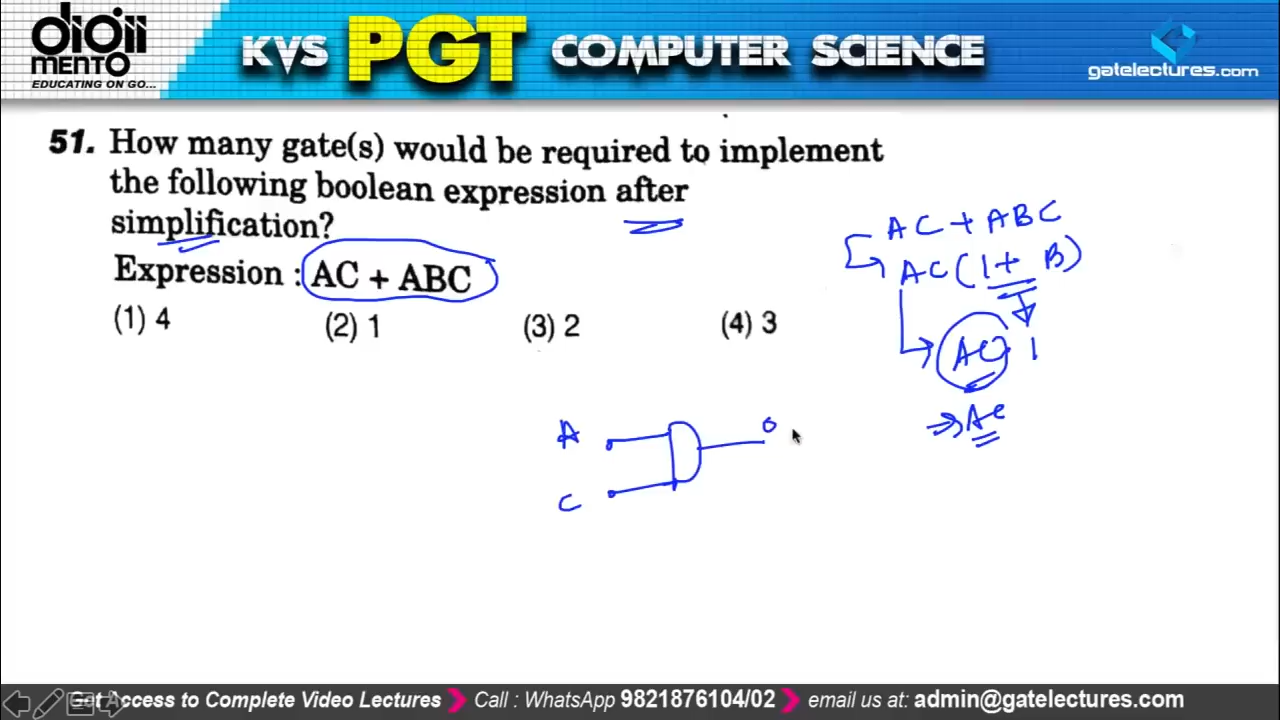 digii
MENTO
EDUCATING ON GO...
KVS PGT COMPUTER SCIENCE
gatelectures.com
51. How many gate(s) would be required to implement
the following boolean expression after
simplification?
Expression : AC + ABC
(1) 4 (2) 1 (3) 2 (4) 3
AC + ABC
AC (1 + B)
AC 1
⇒ AC
A
C
0
Get Access to Complete Video Lectures Call : WhatsApp 9821876104/02 email us at: admin@gatelectures.com